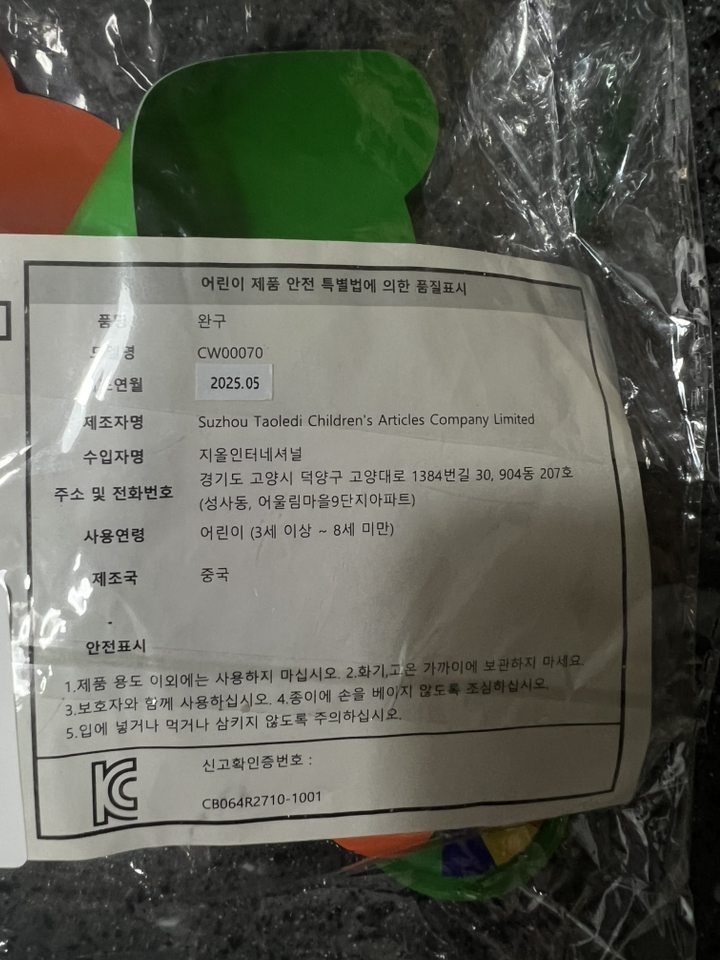 어린이 제품 안전 특별법에 의한 품질표시
품명 완구
CW00070
연월 2025.05
제조자명 Suzhou Taoledi Children's Articles Company Limited
수입자명 지올인터네셔널
주소 및 전화번호 경기도 고양시 덕양구 고양대로 1384번길 30, 904동 207호
(성사동, 어울림마을9단지아파트)
사용연령 어린이 (3세 이상 ~ 8세 미만)
제조국 중국
-
안전표시
1.제품 용도 이외에는 사용하지 마십시오. 2.화기,고온 가까이에 보관하지 마세요.
3.보호자와 함께 사용하십시오. 4.종이에 손을 베이지 않도록 조심하십시오.
5.입에 넣거나 먹거나 삼키지 않도록 주의하십시오.
KC 신고확인증번호 :
CB064R2710-1001